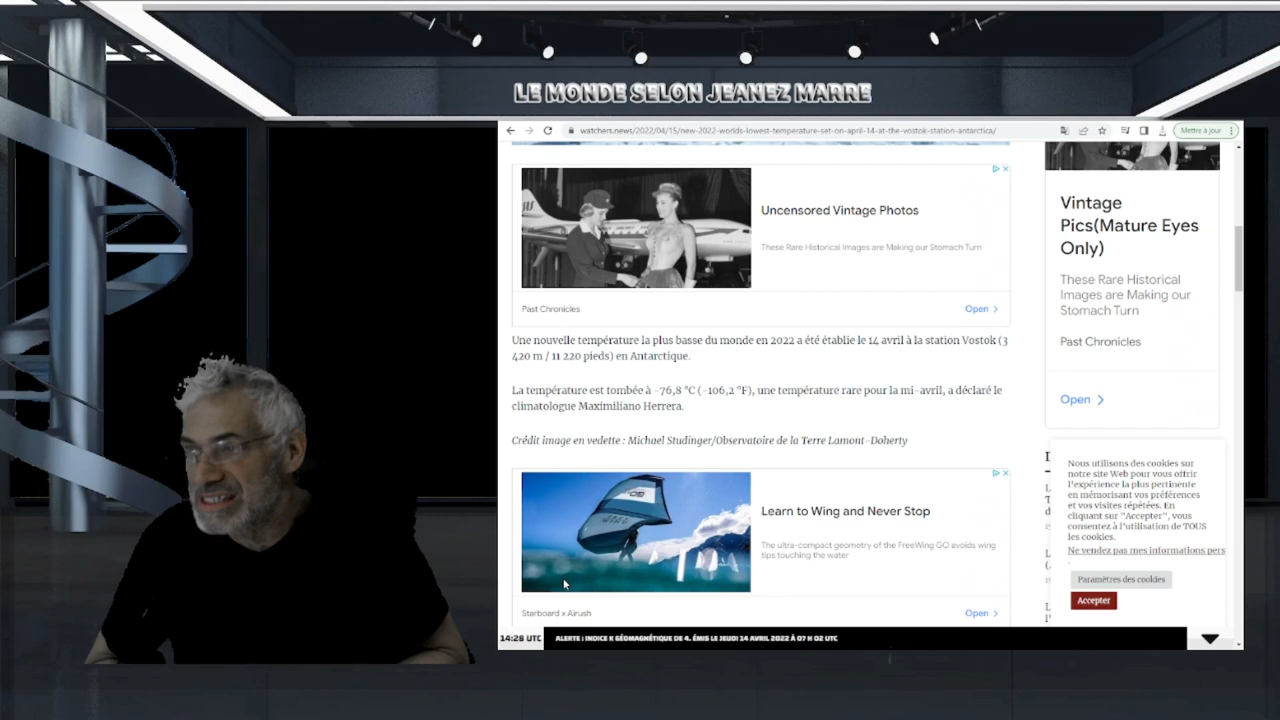 LE MONDE SELON JEANEZ MARRE
watchers.news/2022/04/15/new-2022-worlds-lowest-temperature-set-on-april-14-at-the-vostok-station-antarctica/
Mettre à jour
Uncensored Vintage Photos
These Rare Historical Images are Making our Stomach Turn
Past Chronicles
Open
Vintage
Pics(Mature Eyes
Only)
These Rare Historical
Images are Making our
Stomach Turn
Past Chronicles
Open
Une nouvelle température la plus basse du monde en 2022 a été établie le 14 avril à la station Vostok (3
420 m / 11 220 pieds) en Antarctique.
La température est tombée à -76,8 °C (-106,2 °F), une température rare pour la mi-avril, a déclaré le
climatologue Maximiliano Herrera.
Crédit image en vedette : Michael Studinger/Observatoire de la Terre Lamont-Doherty
Learn to Wing and Never Stop
The ultra-compact geometry of the FreeWing GO avoids wing
tips touching the water
Starboard x Airush
Open
Nous utilisons des cookies sur
notre site Web pour vous offrir
l'expérience la plus pertinente
en mémorisant vos préférences
et vos visites répétées. En
cliquant sur "Accepter", vous
consentez à l'utilisation de TOUS
les cookies.
Ne vendez pas mes informations pers
.
Paramètres des cookies
Accepter
14:28 UTC
ALERTE : INDICE K GÉOMAGNÉTIQUE DE 4. ÉMIS LE JEUDI 14 AVRIL 2022 À 07 H 02 UTC